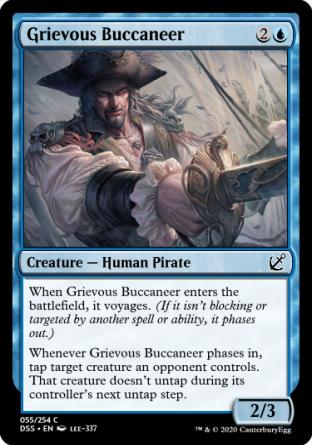 Grievous Buccaneer 2
Creature — Human Pirate
When Grievous Buccaneer enters the
battlefield, it voyages. (If it isn't blocking or
targeted by another spell or ability, it phases
out.)
Whenever Grievous Buccaneer phases in,
tap target creature an opponent controls.
That creature doesn't untap during its
controller's next untap step.
2/3
055/254 C
DSS • EN LEE-337
™ & © 2020 CanterburyEgg